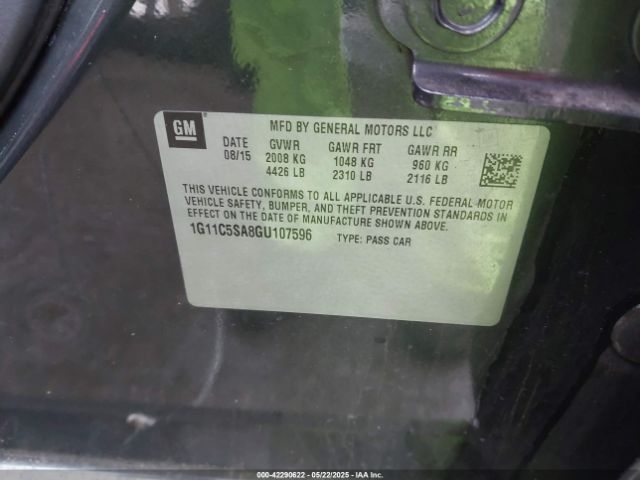 GM
MFD BY GENERAL MOTORS LLC
DATE GVWR GAWR FRT GAWR RR
08/15 2008 KG 1048 KG 960 KG
4426 LB 2310 LB 2116 LB
THIS VEHICLE CONFORMS TO ALL APPLICABLE U.S. FEDERAL MOTOR
VEHICLE SAFETY, BUMPER, AND THEFT PREVENTION STANDARDS IN
EFFECT ON THE DATE OF MANUFACTURE SHOWN ABOVE.
1G11C5SA8GU107596 TYPE: PASS CAR
000-42290622 - 05/22/2025 - IAA Inc.